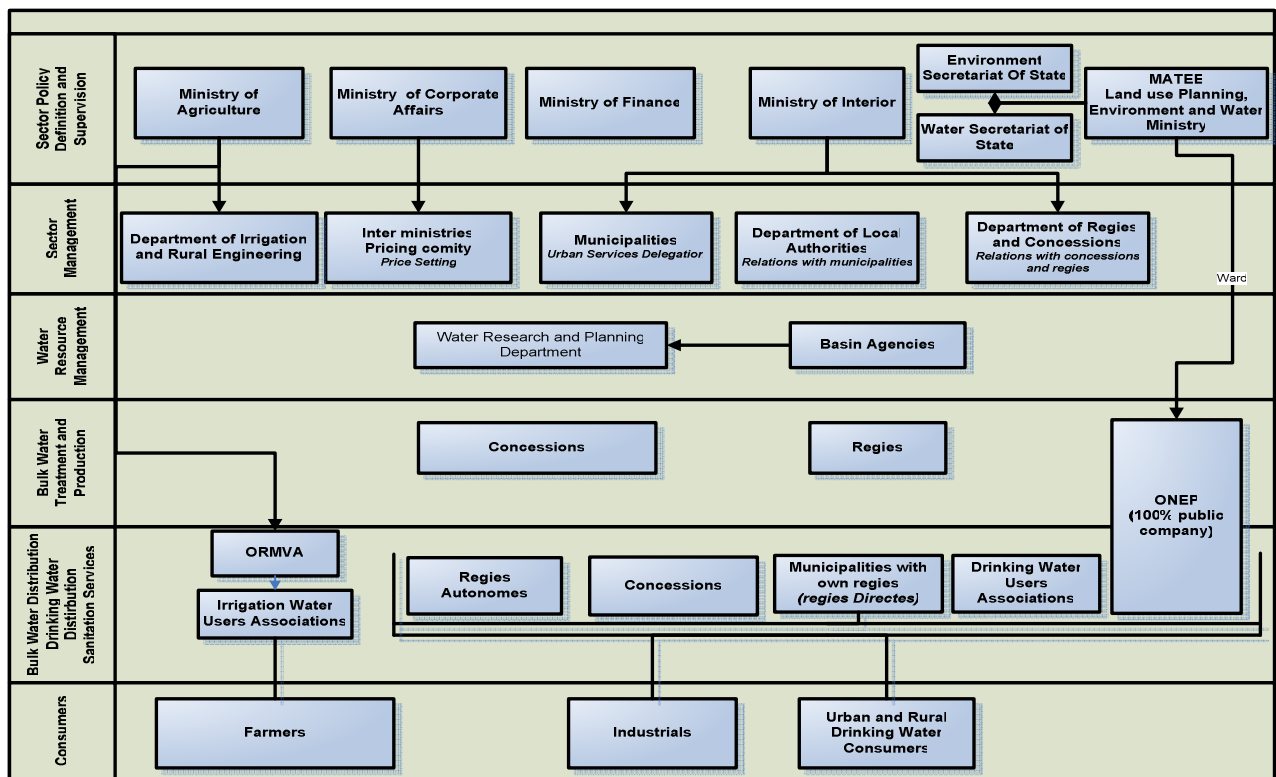 Sector Policy
Definition and
Supervision
Ministry of
Agriculture
Ministry of Corporate
Affairs
Ministry of Finance
Ministry of Interior
Environment
Secretariat Of State
Water Secretariat of
State
MATEE
Land use Planning,
Environment and Water
Ministry
Sector
Management
Department of Irrigation
and Rural Engineering
Inter ministries
Pricing comity
Price Setting
Municipalities
Urban Services Delegation
Department of Local
Authorities
Relations with municipalities
Department of Regies
and Concessions
Relations with concessions
and regies
Ward
Water
Resource
Management
Water Research and Planning
Department
Basin Agencies
Bulk Water
Treatment and
Production
Concessions
Regies
ONEP
(100% public
company)
Bulk Water Distribution
Drinking Water
Distribution
Sanitation Services
ORMVA
Irrigation Water
Users Associations
Regies
Autonomes
Concessions
Municipalities with
own regies
(regies Directes)
Drinking Water
Users
Associations
Consumers
Farmers
Industrials
Urban and Rural
Drinking Water
Consumers